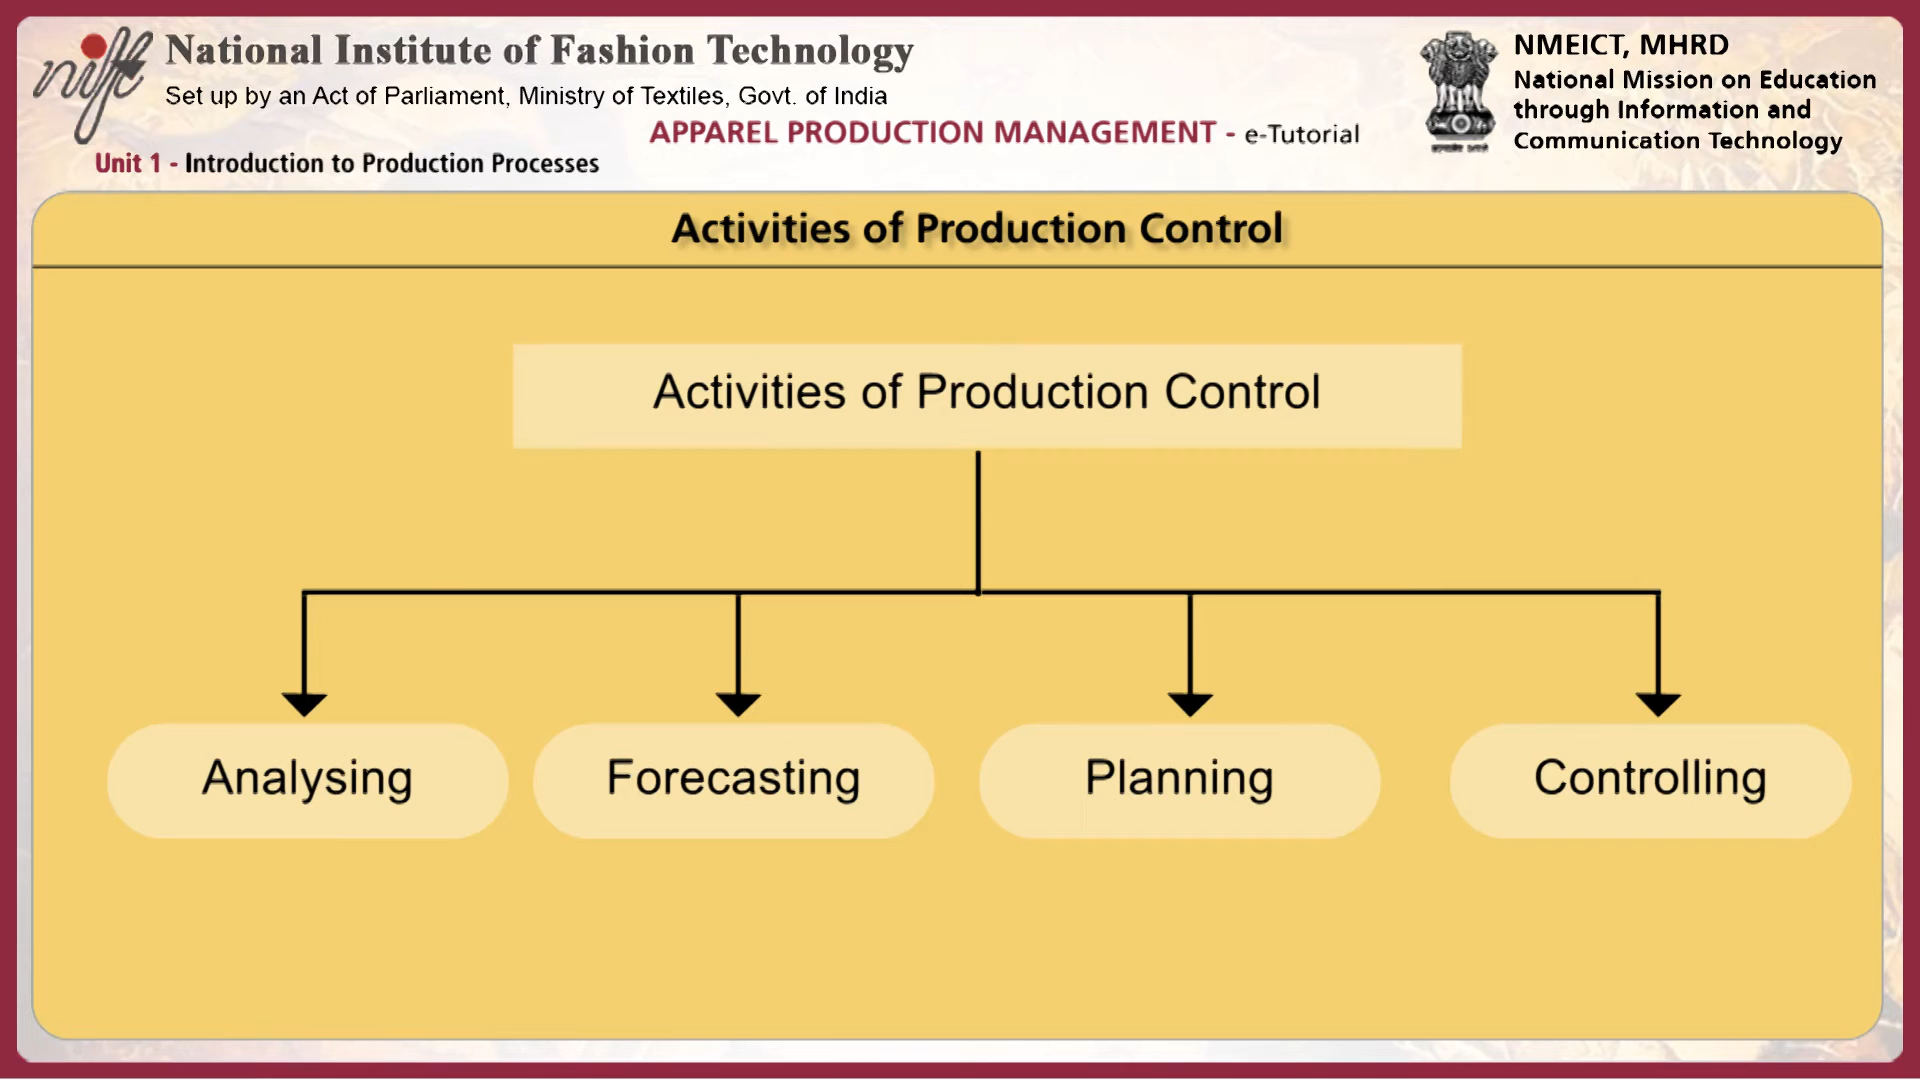 nift
National Institute of Fashion Technology
Set up by an Act of Parliament, Ministry of Textiles, Govt. of India
APPAREL PRODUCTION MANAGEMENT - e-Tutorial
Unit 1 - Introduction to Production Processes
NMEICT, MHRD
National Mission on Education
through Information and
Communication Technology
Activities of Production Control
Activities of Production Control
Analysing
Forecasting
Planning
Controlling